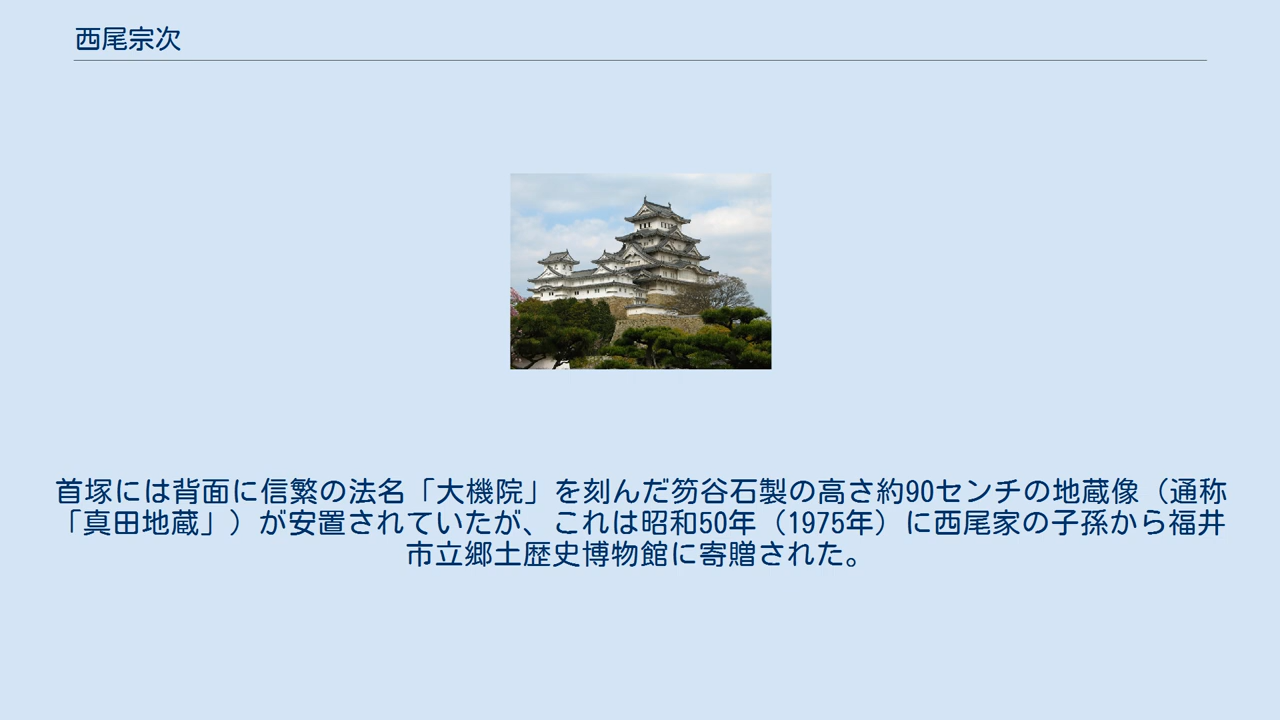 西尾宗次
首塚には背面に信繁の法名「大機院」を刻んだ笏谷石製の高さ約90センチの地蔵像（通称
「真田地蔵」）が安置されていたが、これは昭和50年（1975年）に西尾家の子孫から福井
市立郷土歴史博物館に寄贈された。